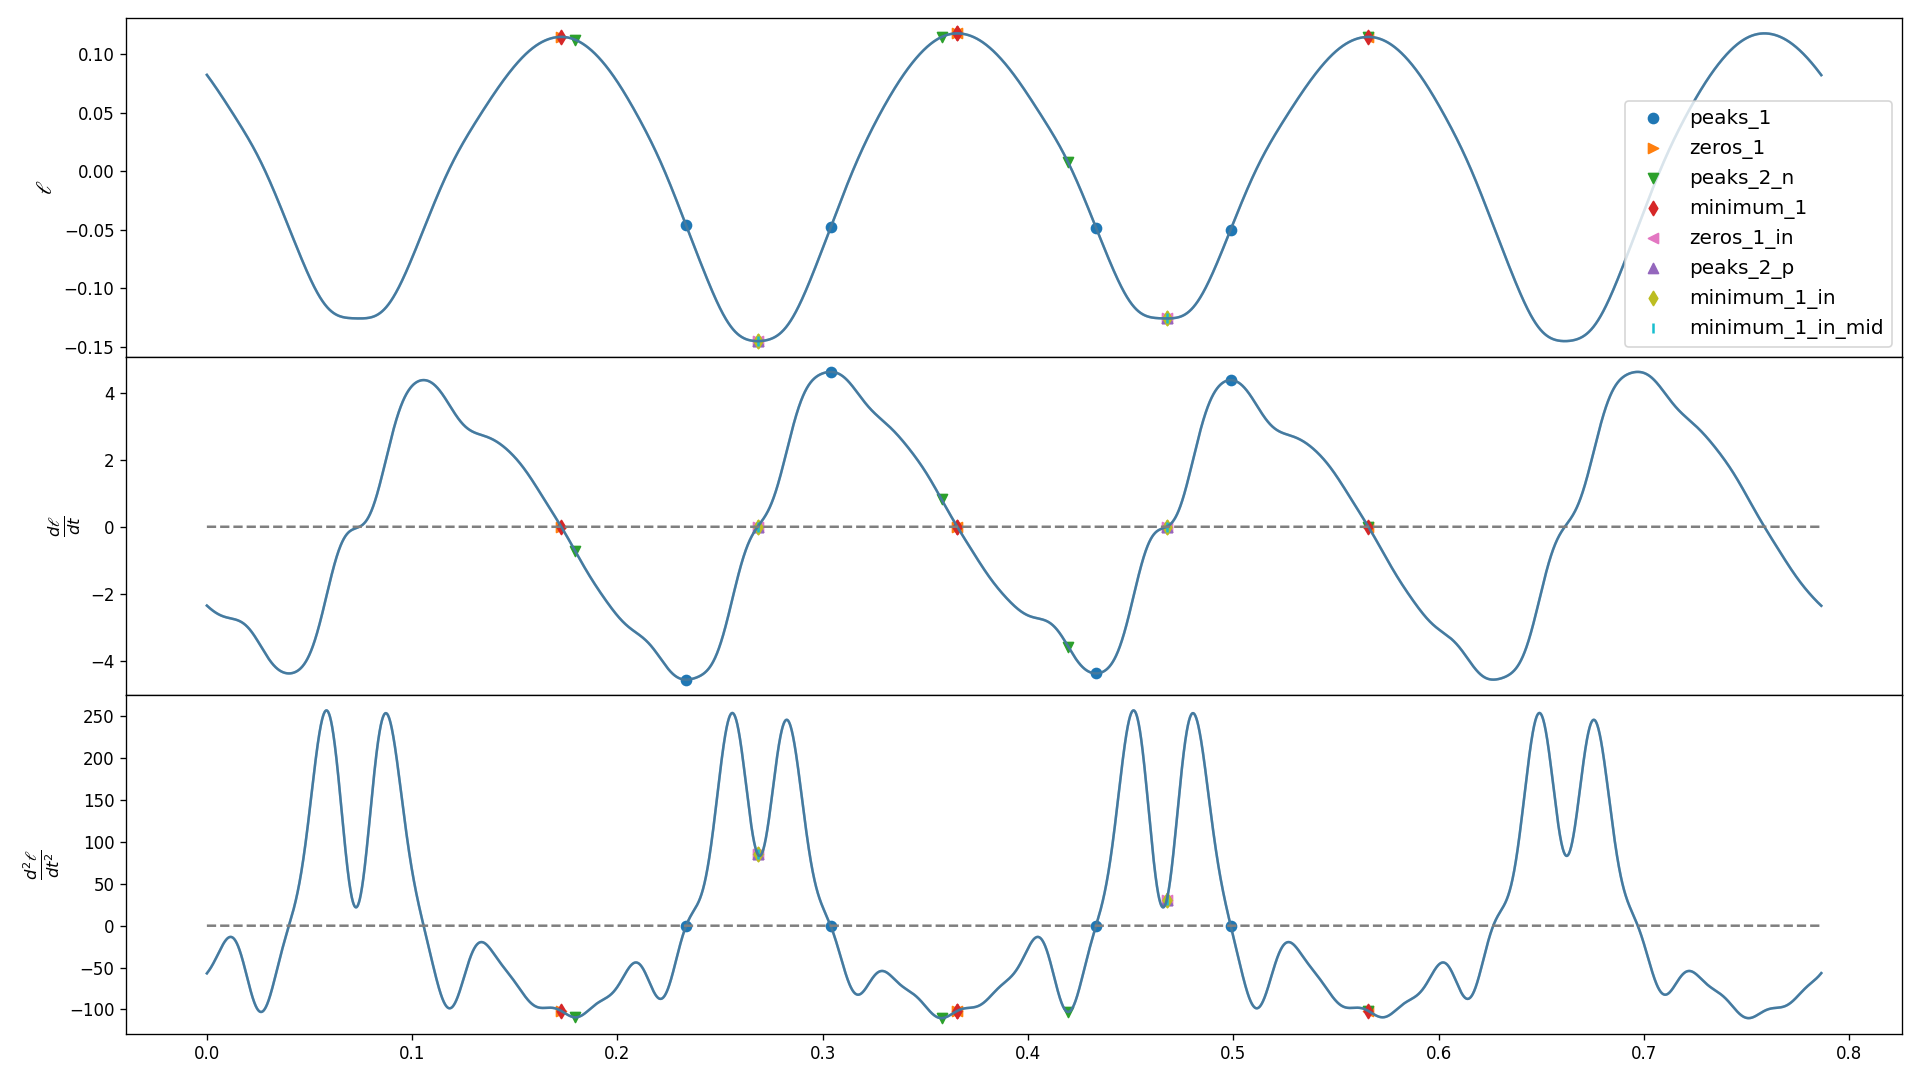 0.10
0.05
0.00
−0.05
−0.10
−0.15
ℓ
peaks_1
zeros_1
peaks_2_n
minimum_1
zeros_1_in
peaks_2_p
minimum_1_in
minimum_1_in_mid
4
2
0
−2
−4
dℓ
dt
250
200
150
100
50
0
−50
−100
d²ℓ
dt²
0.0 0.1 0.2 0.3 0.4 0.5 0.6 0.7 0.8